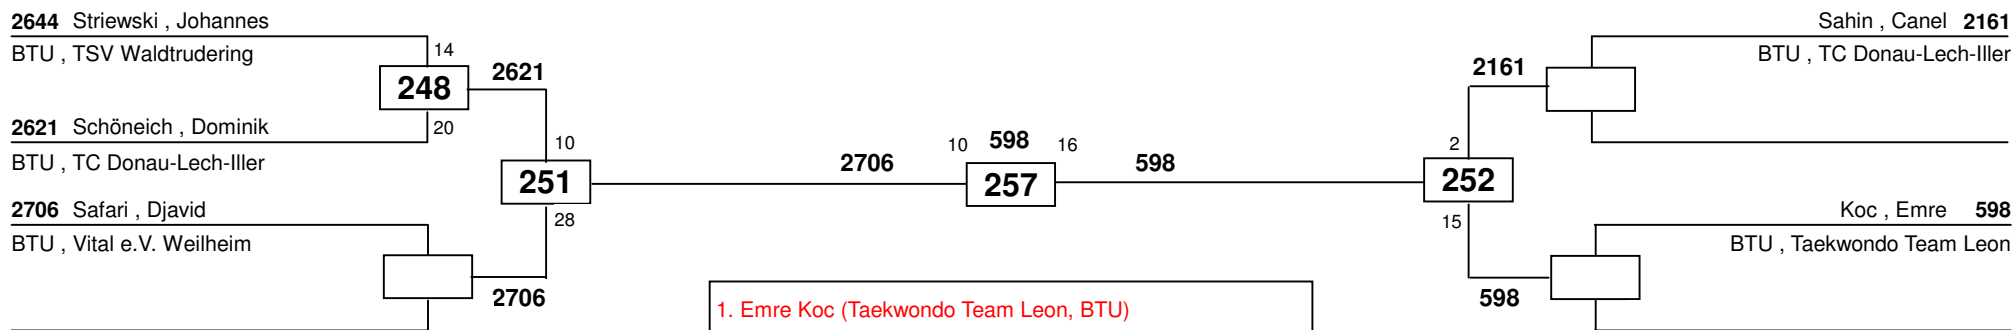 2644 Striewski , Johannes
BTU , TSV Waldtrudering
14
248
2621
2621 Schöneich , Dominik
20
BTU , TC Donau-Lech-Iller
10
251
2706 Safari , Djavid
28
BTU , Vital e.V. Weilheim
2706
2706
10 598 16
257
598
1. Emre Koc (Taekwondo Team Leon, BTU)
Sahin , Canel 2161
BTU , TC Donau-Lech-Iller
2161
2
252
15
Koc , Emre 598
BTU , Taekwondo Team Leon
598